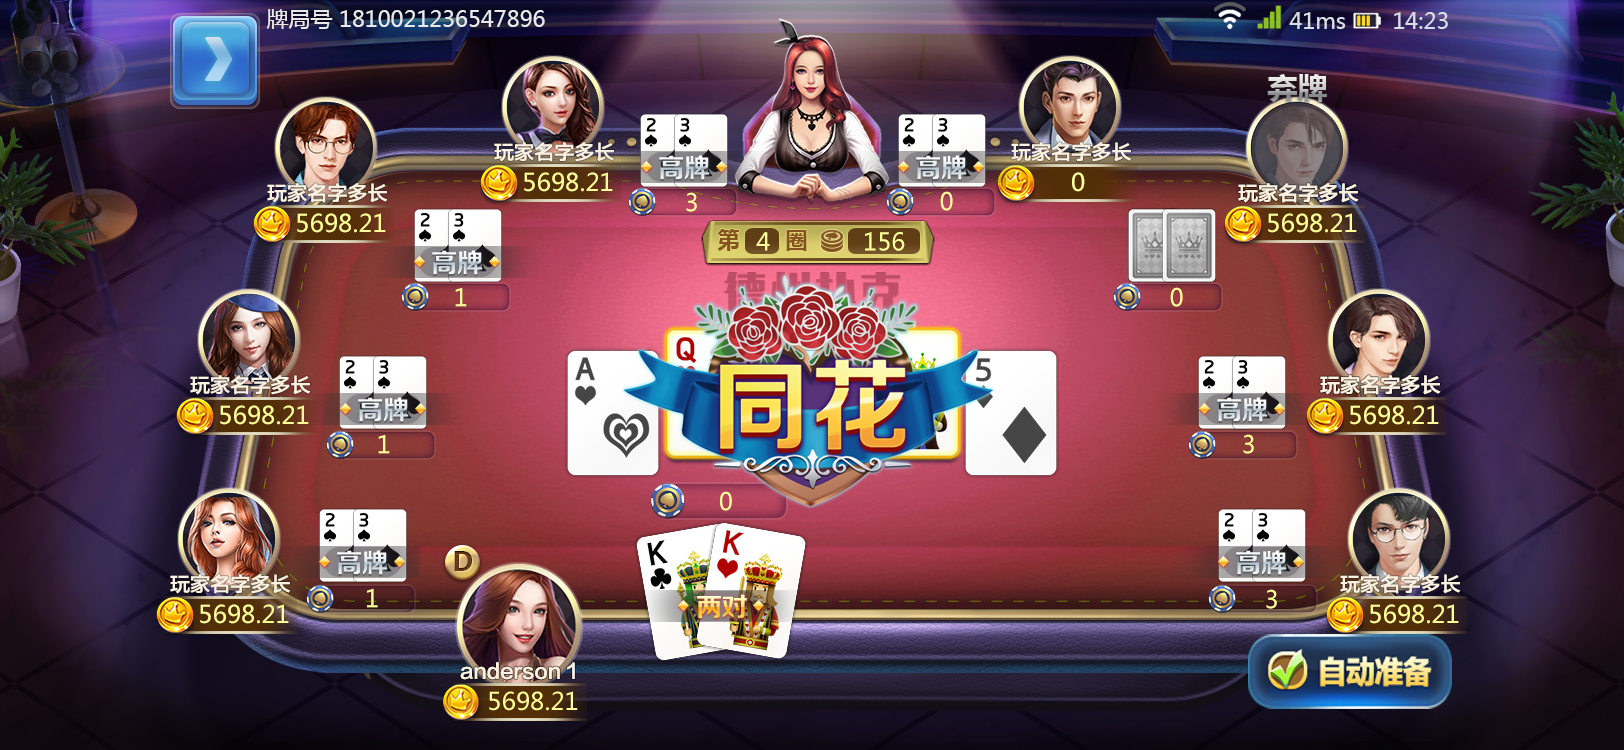 牌局号 1810021236547896
41ms
14:23
弃牌
玩家名字多长
5698.21
2 3
高牌
3
2 3
高牌
0
玩家名字多长
0
玩家名字多长
5698.21
玩家名字多长
5698.21
2 3
高牌
1
第 4 圈 156
德州扑克
0
玩家名字多长
5698.21
2 3
高牌
1
A
Q
5
同花
2 3
高牌
3
玩家名字多长
5698.21
0
玩家名字多长
5698.21
2 3
高牌
1
D
K K
两对
2 3
高牌
3
玩家名字多长
5698.21
anderson 1
5698.21
自动准备